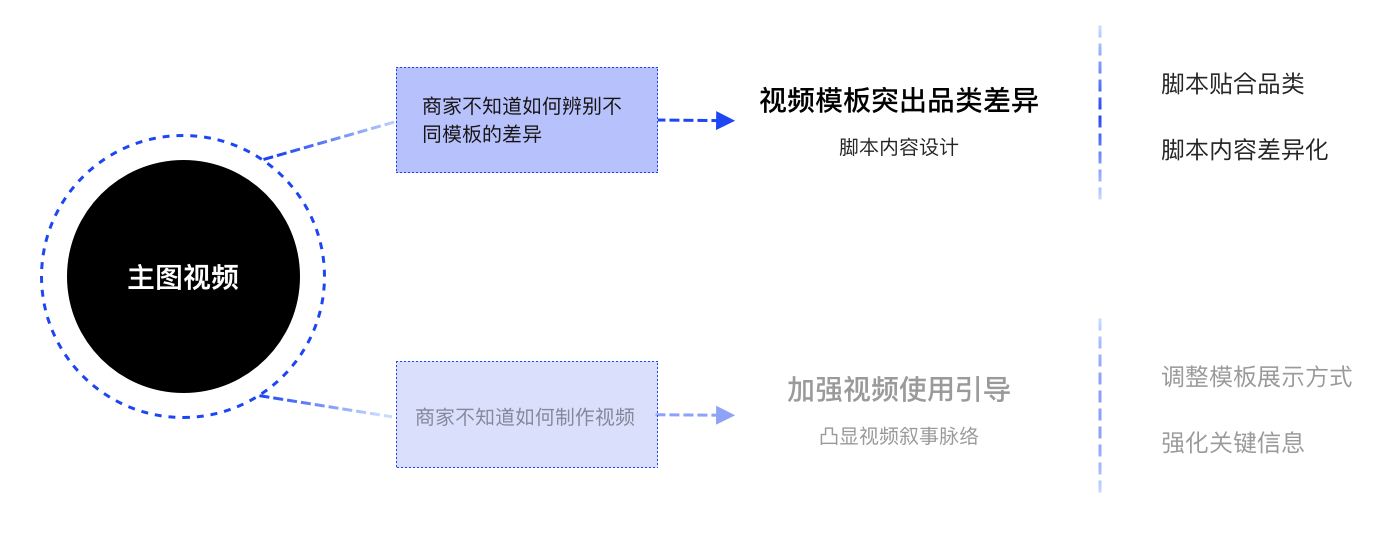 主图视频
商家不知道如何辨别不
同模板的差异
视频模板突出品类差异
脚本内容设计
脚本贴合品类
脚本内容差异化
商家不知道如何制作视频
加强视频使用引导
凸显视频叙事脉络
调整模板展示方式
强化关键信息